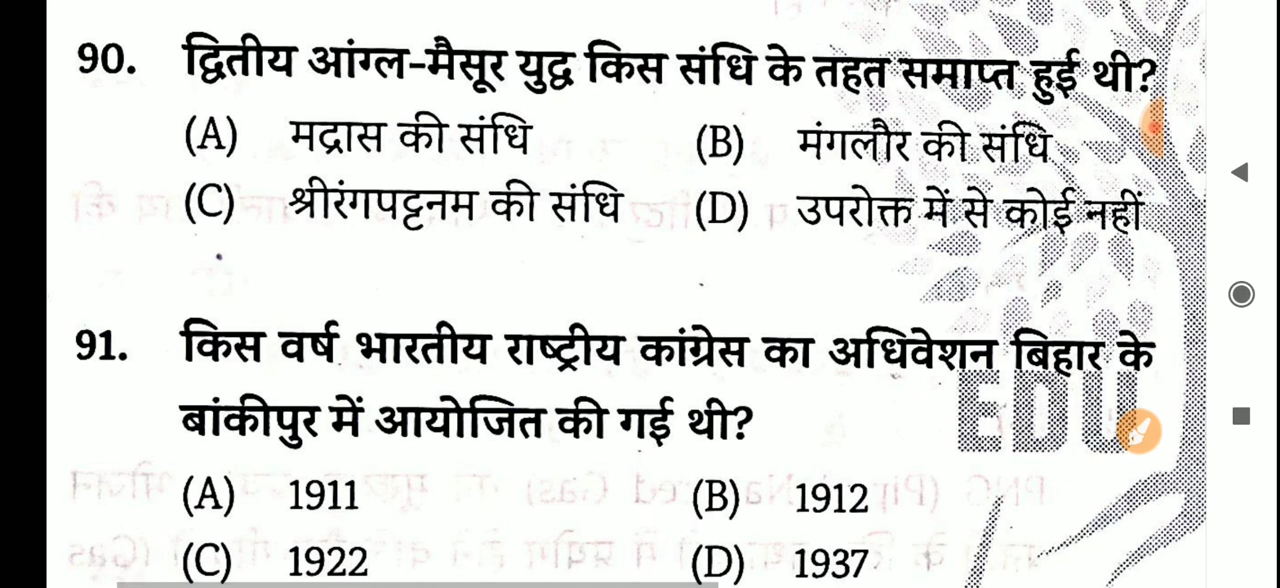 90. द्वितीय आंग्ल-मैसूर युद्ध किस संधि के तहत समाप्त हुई थी?
(A) मद्रास की संधि (B) मंगलौर की संधि
(C) श्रीरंगपट्टनम की संधि (D) उपरोक्त में से कोई नहीं
91. किस वर्ष भारतीय राष्ट्रीय कांग्रेस का अधिवेशन बिहार के
बांकीपुर में आयोजित की गई थी?
EDU
(A) 1911 (B) 1912
(C) 1922 (D) 1937